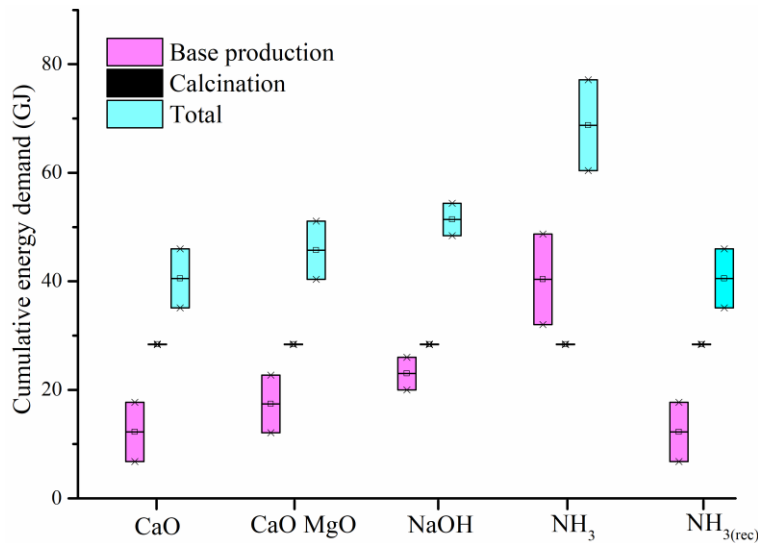 Cumulative energy demand (GJ)
80
60
40
20
0
Base production
Calcination
Total
CaO
CaO MgO
NaOH
NH₃
NH₃₍rec₎